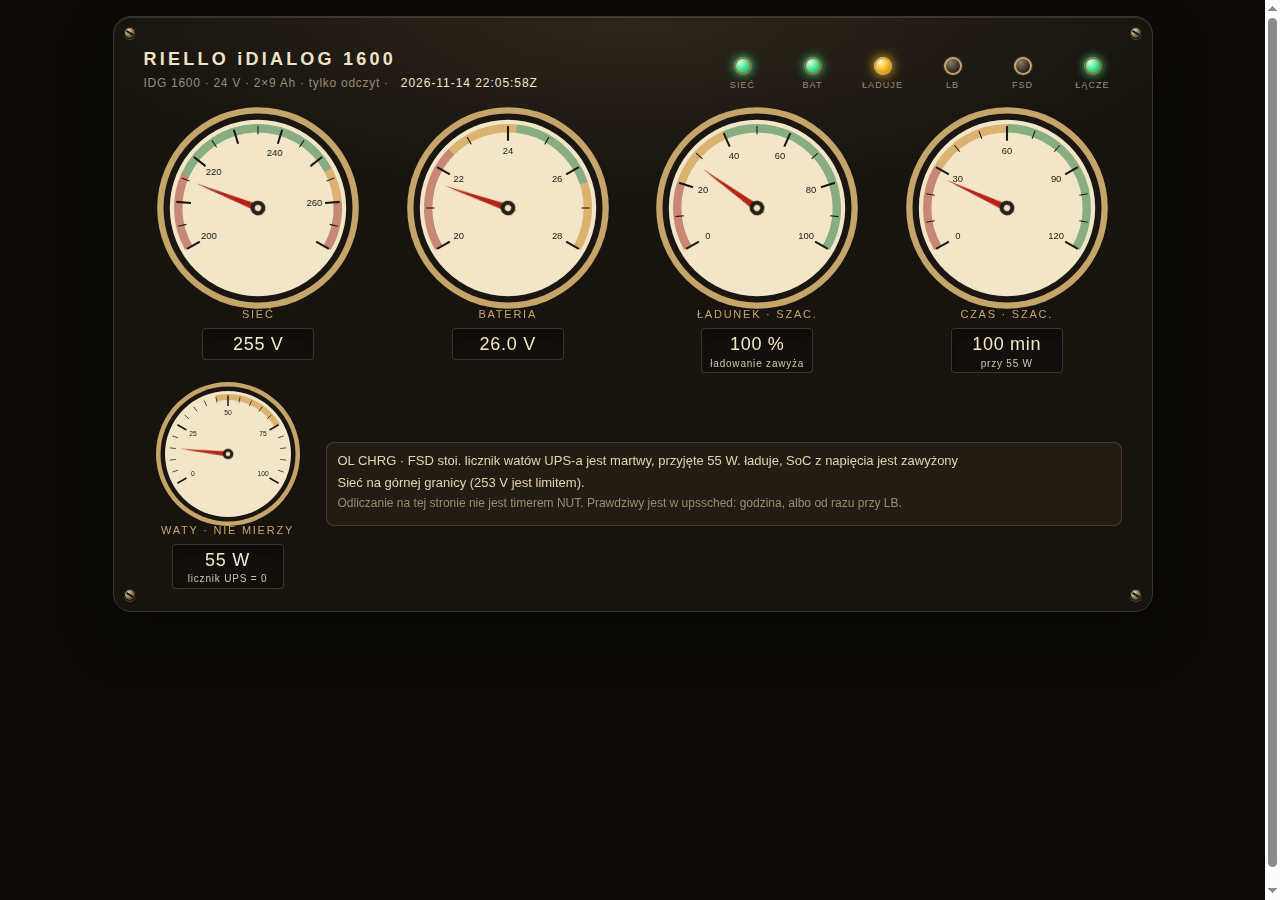 RIELLO iDIALOG 1600
IDG 1600 · 24 V · 2×9 Ah · tylko odczyt · 2026-11-14 22:05:58Z
SIEĆ BAT ŁADUJE LB FSD ŁĄCZE
200 220 240 260
SIEĆ
255 V
20 22 24 26 28
BATERIA
26.0 V
0 20 40 60 80 100
ŁADUNEK · SZAC.
100 %
ładowanie zawyża
0 30 60 90 120
CZAS · SZAC.
100 min
przy 55 W
0 25 50 75 100
WATY · NIE MIERZY
55 W
licznik UPS = 0
OL CHRG · FSD stoi. licznik watów UPS-a jest martwy, przyjęte 55 W. ładuje, SoC z napięcia jest zawyżony
Sieć na górnej granicy (253 V jest limitem).
Odliczanie na tej stronie nie jest timerem NUT. Prawdziwy jest w upssched: godzina, albo od razu przy LB.